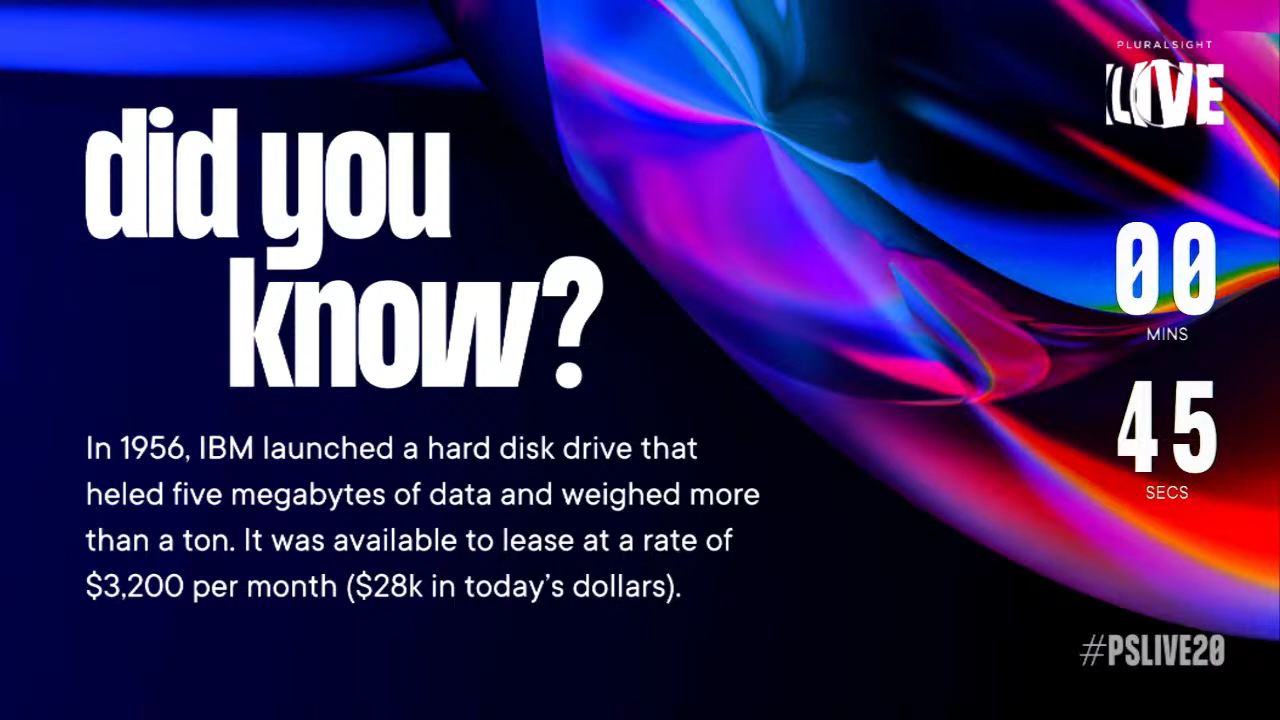 did you
know?
In 1956, IBM launched a hard disk drive that
heled five megabytes of data and weighed more
than a ton. It was available to lease at a rate of
$3,200 per month ($28k in today’s dollars).
PLURALSIGHT
LIVE
00
MINS
45
SECS
#PSLIVE20